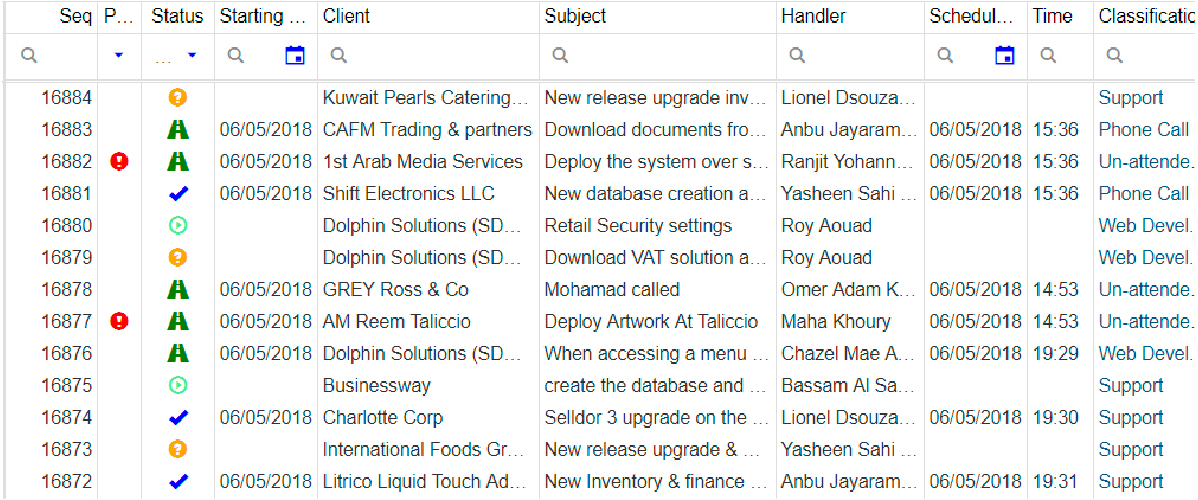 Seq P... Status Starting ... Client Subject Handler Schedul... Time Classificatio
...
16884 Kuwait Pearls Catering... New release upgrade inv... Lionel Dsouza... Support
16883 06/05/2018 CAFM Trading & partners Download documents fro... Anbu Jayaram... 06/05/2018 15:36 Phone Call
16882 06/05/2018 1st Arab Media Services Deploy the system over s... Ranjit Yohann... 06/05/2018 15:36 Un-attende...
16881 06/05/2018 Shift Electronics LLC New database creation a... Yasheen Sahi ... 06/05/2018 15:36 Phone Call
16880 Dolphin Solutions (SD... Retail Security settings Roy Aouad Web Devel...
16879 Dolphin Solutions (SD... Download VAT solution a... Roy Aouad Web Devel...
16878 06/05/2018 GREY Ross & Co Mohamad called Omer Adam K... 06/05/2018 14:53 Un-attende...
16877 06/05/2018 AM Reem Taliccio Deploy Artwork At Taliccio Maha Khoury 06/05/2018 14:53 Un-attende...
16876 06/05/2018 Dolphin Solutions (SD... When accessing a menu ... Chazel Mae A... 06/05/2018 19:29 Web Devel...
16875 Businessway create the database and ... Bassam Al Sa... Support
16874 06/05/2018 Charlotte Corp Selldor 3 upgrade on the ... Lionel Dsouza... 06/05/2018 19:30 Support
16873 International Foods Gr... New release upgrade & ... Yasheen Sahi ... Support
16872 06/05/2018 Litrico Liquid Touch Ad... New Inventory & finance ... Anbu Jayaram... 06/05/2018 19:31 Support